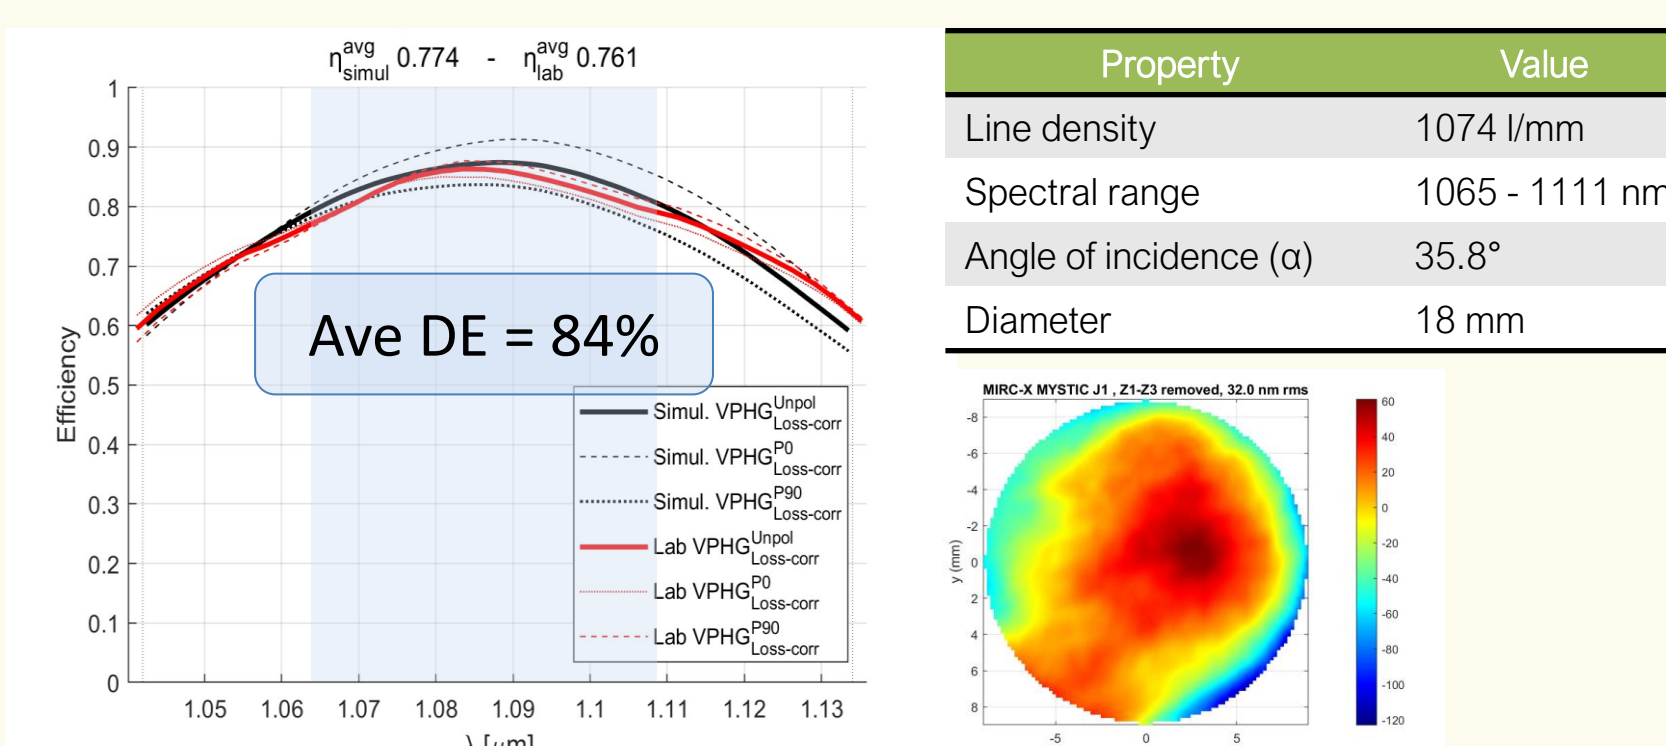 η_simul^avg 0.774 - η_lab^avg 0.761
1
0.9
0.8
0.7
0.6
0.5
0.4
0.3
0.2
0.1
0
Efficiency
Ave DE = 84%
Simul. VPHG^Unpol_Loss-corr
Simul. VPHG^P0_Loss-corr
Simul. VPHG^P90_Loss-corr
Lab VPHG^Unpol_Loss-corr
Lab VPHG^P0_Loss-corr
Lab VPHG^P90_Loss-corr
1.05 1.06 1.07 1.08 1.09 1.1 1.11 1.12 1.13
λ [μm]
Property Value
Line density 1074 l/mm
Spectral range 1065 - 1111 nm
Angle of incidence (α) 35.8°
Diameter 18 mm
MIRC-X MYSTIC J1 , Z1-Z3 removed, 32.0 nm rms
-8
-6
-4
-2
0
2
4
6
8
y (mm)
-5 0 5
60
40
20
0
-20
-40
-60
-80
-100
-120